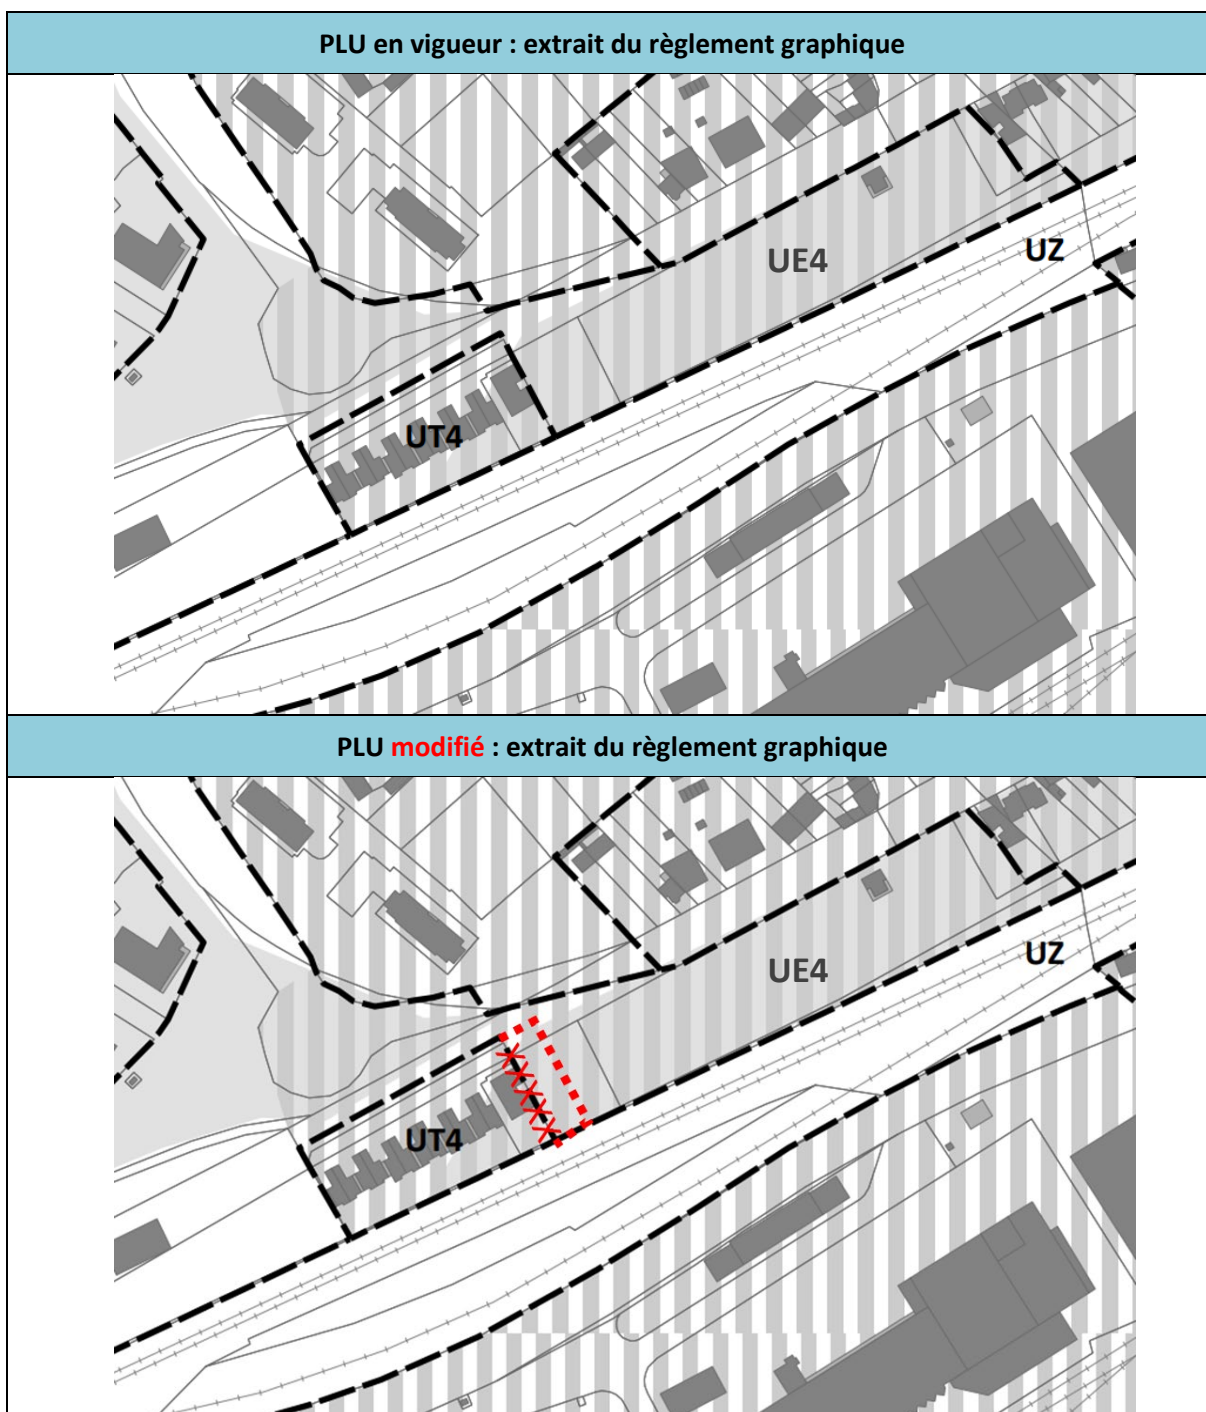 PLU en vigueur : extrait du règlement graphique
UE4
UZ
UT4
PLU modifié : extrait du règlement graphique
UZ
UE4
UT4